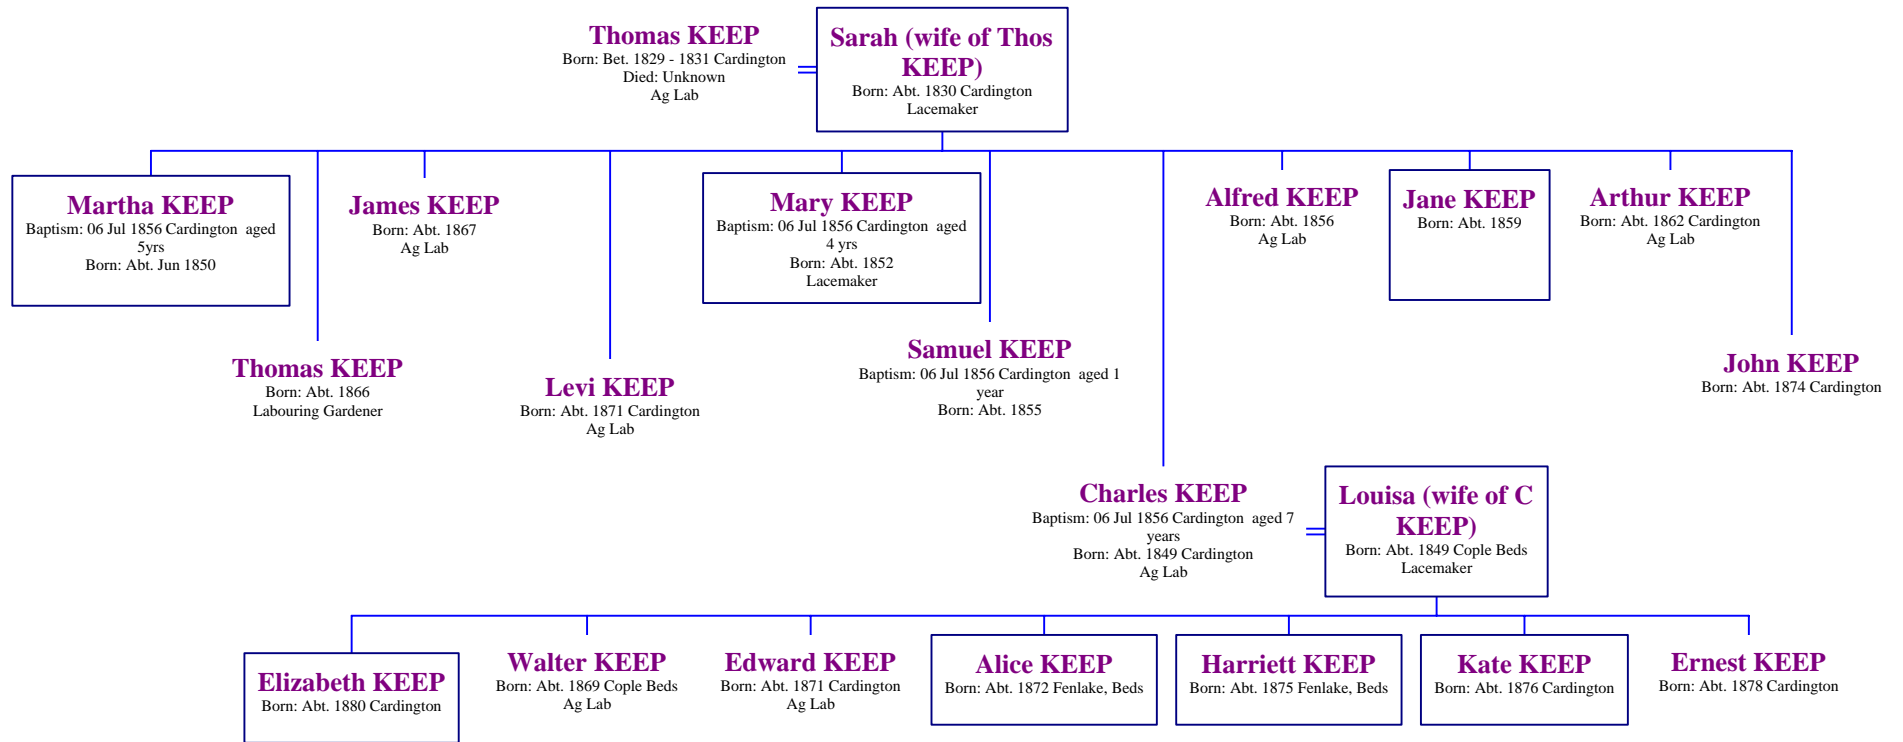 Thomas KEEP
Born: Bet. 1829 - 1831 Cardington
Died: Unknown
Ag Lab
Sarah (wife of Thos
KEEP)
Born: Abt. 1830 Cardington
Lacemaker
Martha KEEP
Baptism: 06 Jul 1856 Cardington aged
5yrs
Born: Abt. Jun 1850
James KEEP
Born: Abt. 1867
Ag Lab
Mary KEEP
Baptism: 06 Jul 1856 Cardington aged
4 yrs
Born: Abt. 1852
Lacemaker
Alfred KEEP
Born: Abt. 1856
Ag Lab
Jane KEEP
Born: Abt. 1859
Arthur KEEP
Born: Abt. 1862 Cardington
Ag Lab
Thomas KEEP
Born: Abt. 1866
Labouring Gardener
Levi KEEP
Born: Abt. 1871 Cardington
Ag Lab
Samuel KEEP
Baptism: 06 Jul 1856 Cardington aged 1
year
Born: Abt. 1855
John KEEP
Born: Abt. 1874 Cardington
Charles KEEP
Baptism: 06 Jul 1856 Cardington aged 7
years
Born: Abt. 1849 Cardington
Ag Lab
Louisa (wife of C
KEEP)
Born: Abt. 1849 Cople Beds
Lacemaker
Elizabeth KEEP
Born: Abt. 1880 Cardington
Walter KEEP
Born: Abt. 1869 Cople Beds
Ag Lab
Edward KEEP
Born: Abt. 1871 Cardington
Ag Lab
Alice KEEP
Born: Abt. 1872 Fenlake, Beds
Harriett KEEP
Born: Abt. 1875 Fenlake, Beds
Kate KEEP
Born: Abt. 1876 Cardington
Ernest KEEP
Born: Abt. 1878 Cardington